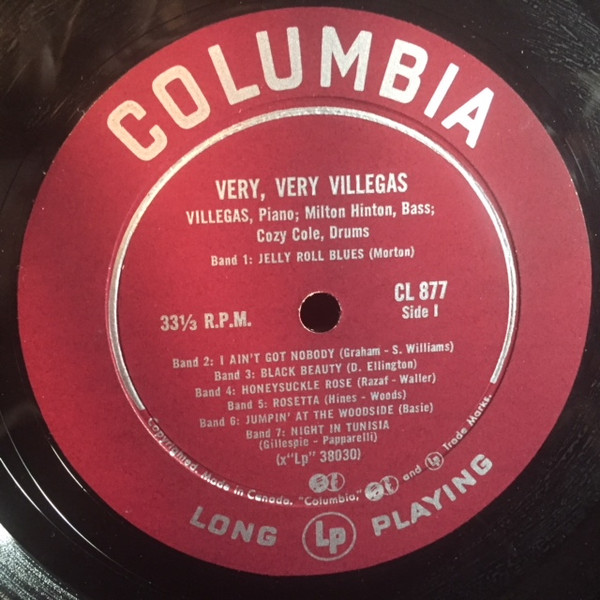 COLUMBIA
VERY, VERY VILLEGAS
VILLEGAS, Piano; Milton Hinton, Bass;
Cozy Cole, Drums
Band 1: JELLY ROLL BLUES (Morton)
CL 877
33⅓ R.P.M.
Side I
Band 2: I AIN'T GOT NOBODY (Graham - S. Williams)
Band 3: BLACK BEAUTY (D. Ellington)
Band 4: HONEYSUCKLE ROSE (Razaf - Waller)
Band 5: ROSETTA (Hines - Woods)
Band 6: JUMPIN' AT THE WOODSIDE (Basie)
Band 7: NIGHT IN TUNISIA
(Gillespie - Papparelli)
(x"Lp" 38030)
Copyrighted. Made in Canada. "Columbia," and Lp Trade Marks.
LONG Lp PLAYING